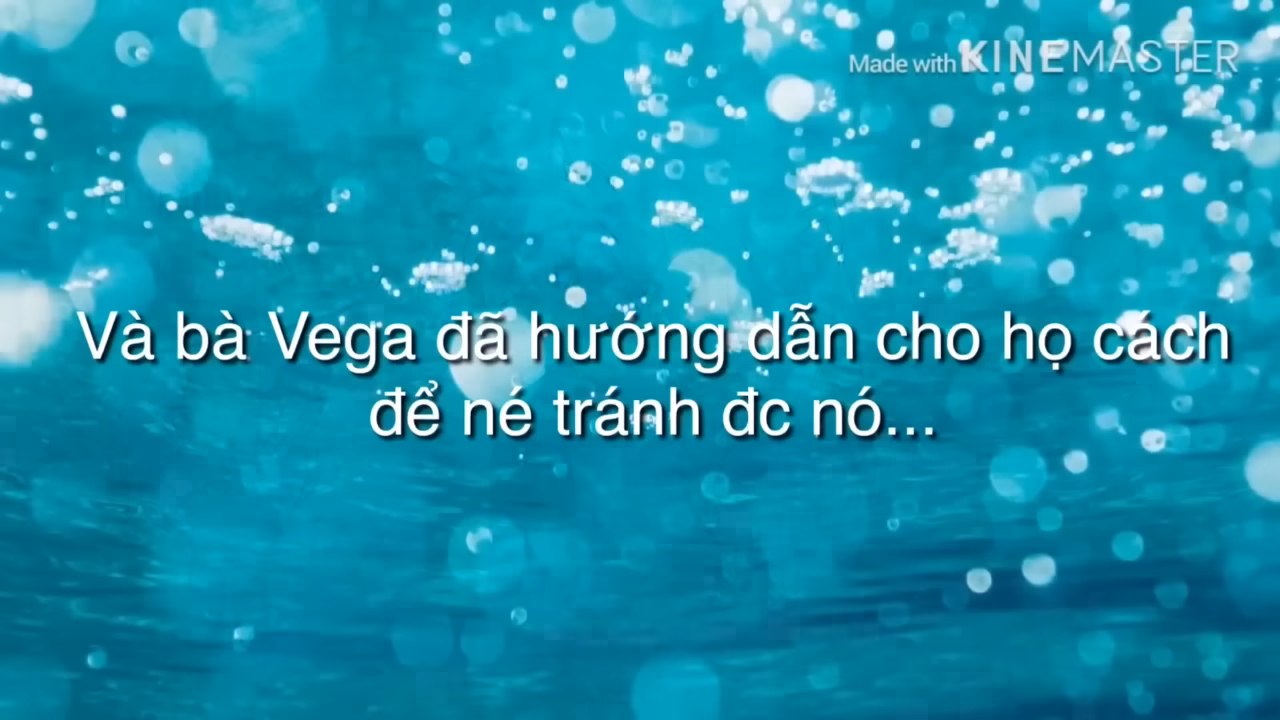 Made with KINEMASTER
Và bà Vega đã hướng dẫn cho họ cách
để né tránh đc nó...